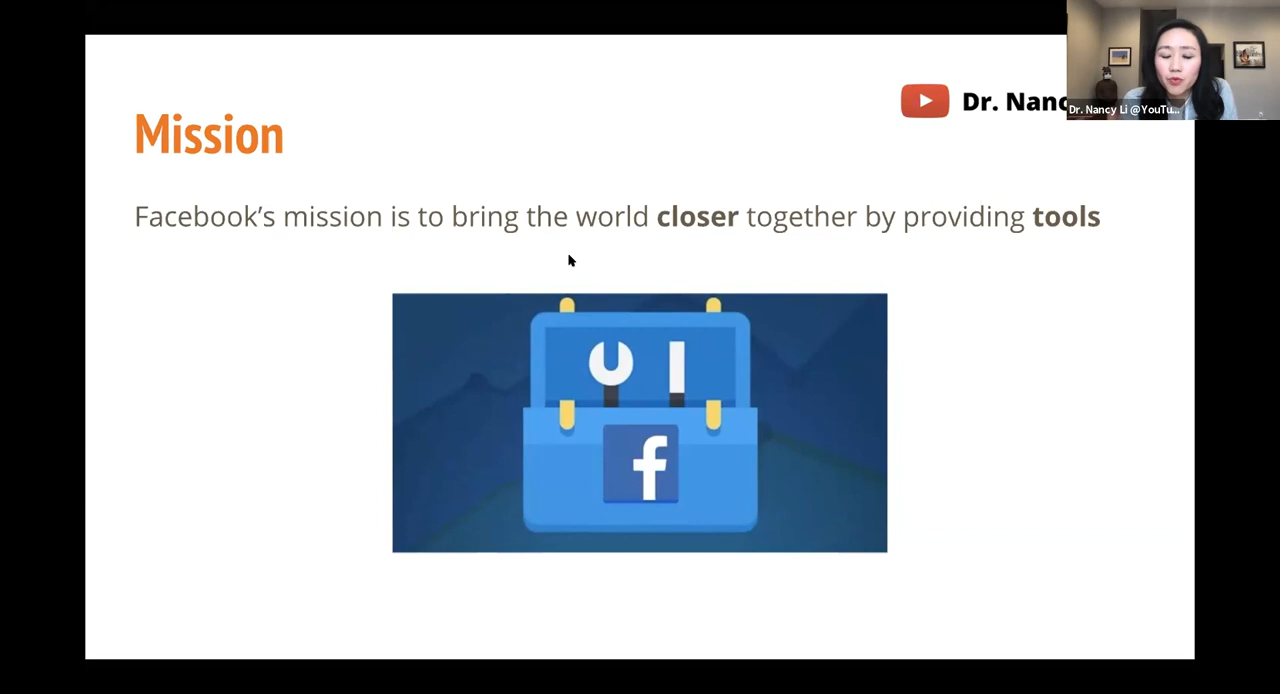 Dr. Nanc
Dr. Nancy Li @YouTu...
Mission
Facebook’s mission is to bring the world closer together by providing tools
f